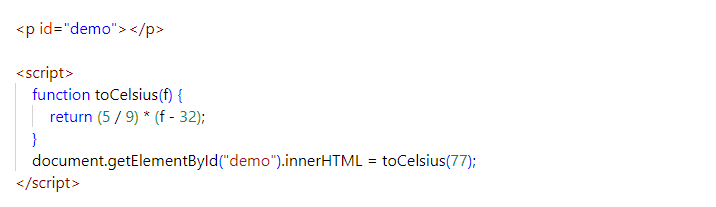 <p id="demo"></p>
<script>
function toCelsius(f) {
return (5 / 9) * (f - 32);
}
document.getElementById("demo").innerHTML = toCelsius(77);
</script>